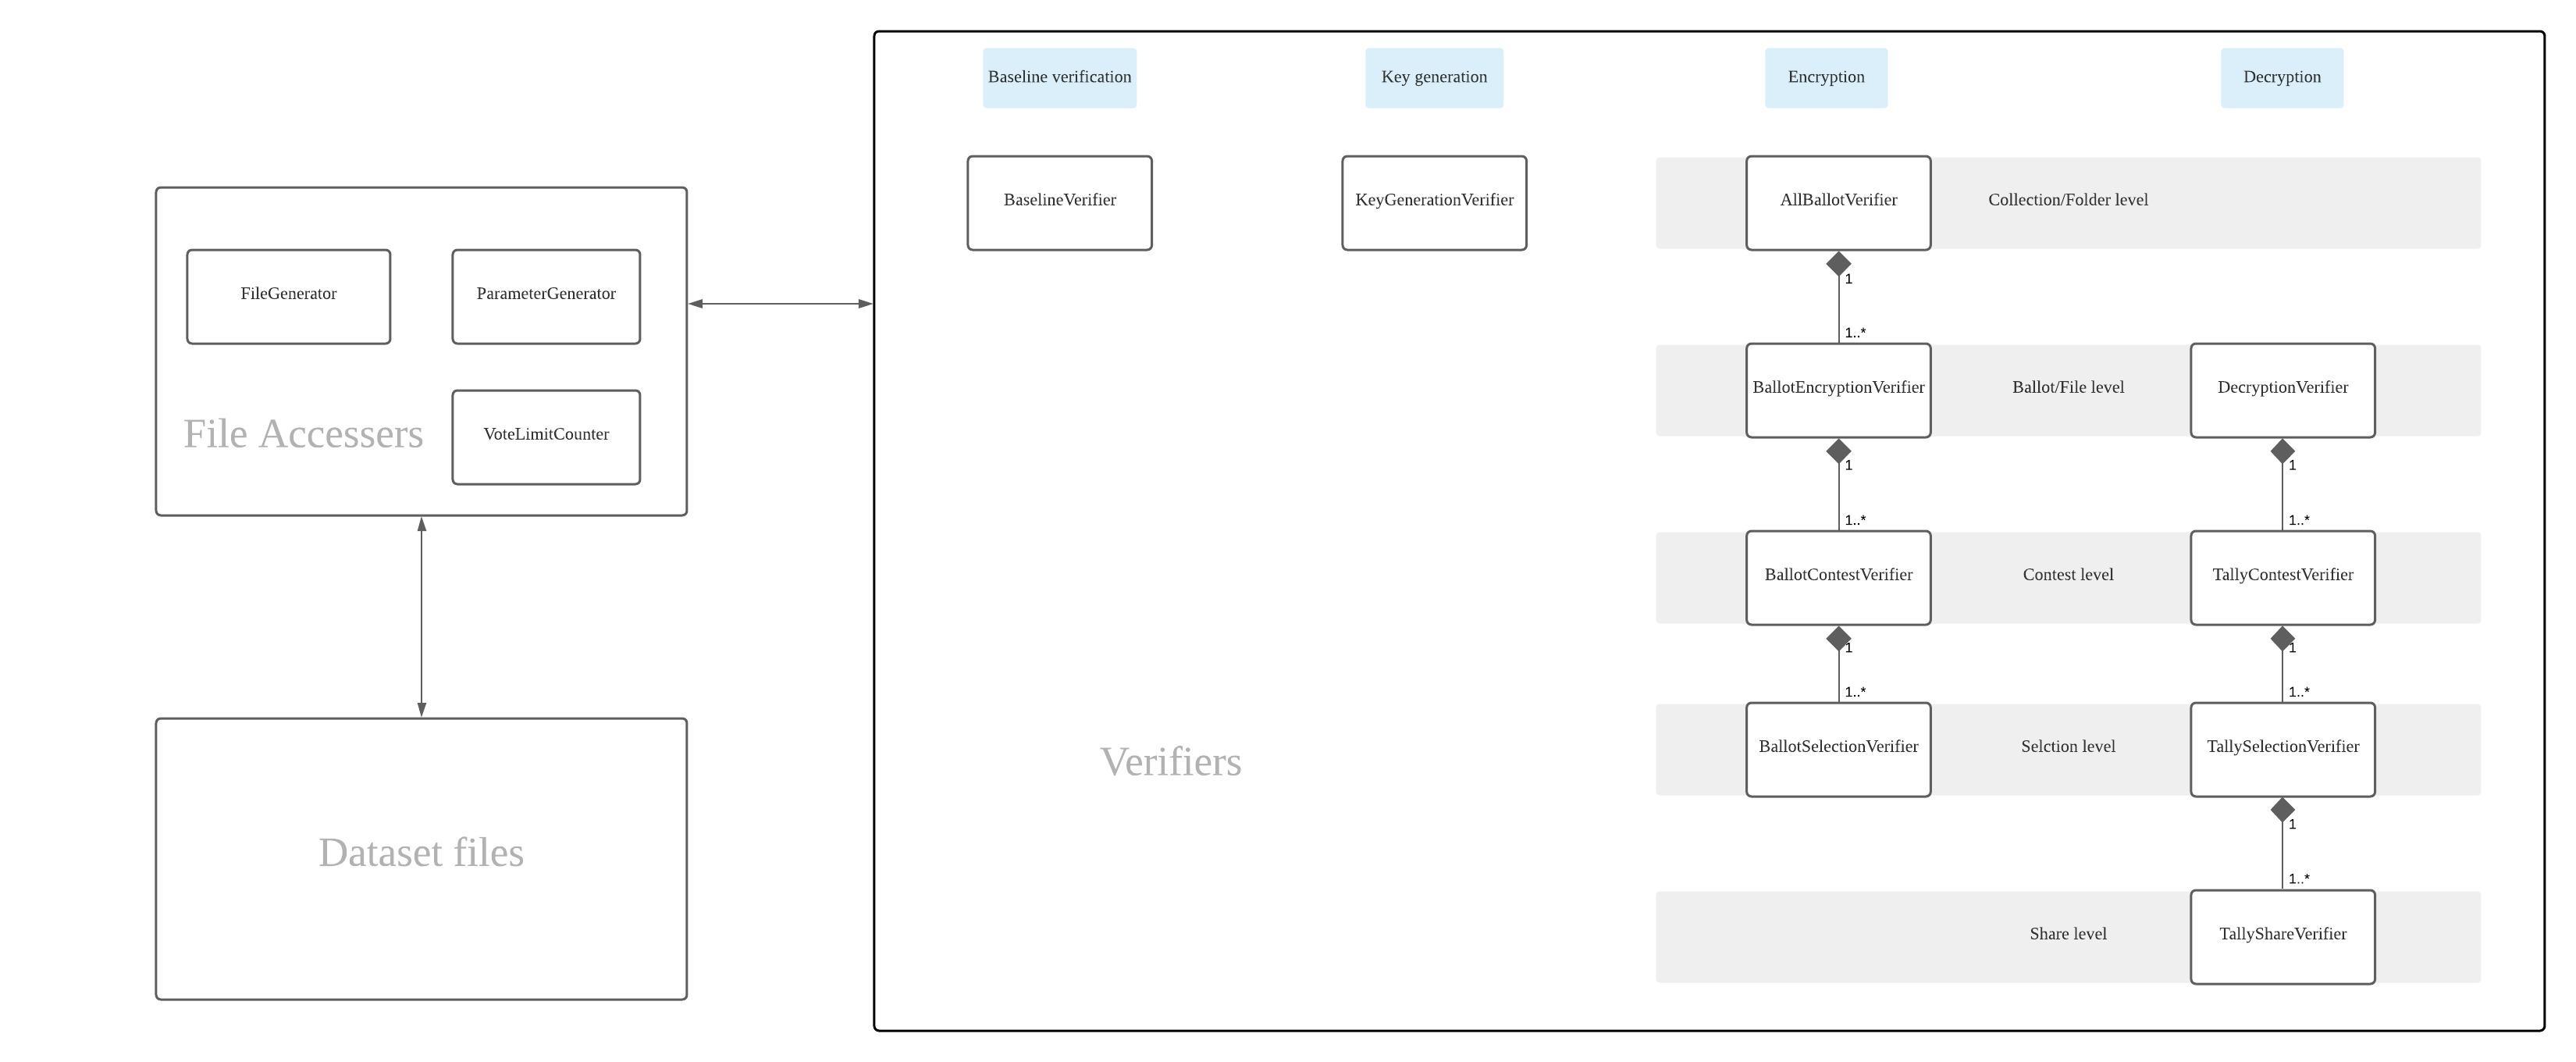 Baseline verification
Key generation
Encryption
Decryption
BaselineVerifier
KeyGenerationVerifier
AllBallotVerifier
Collection/Folder level
1
1..*
FileGenerator
ParameterGenerator
File Accessers
VoteLimitCounter
BallotEncryptionVerifier
Ballot/File level
DecryptionVerifier
1
1..*
1
1..*
BallotContestVerifier
Contest level
TallyContestVerifier
1
1..*
1
1..*
BallotSelectionVerifier
Selction level
TallySelectionVerifier
Verifiers
1
1..*
Dataset files
Share level
TallyShareVerifier